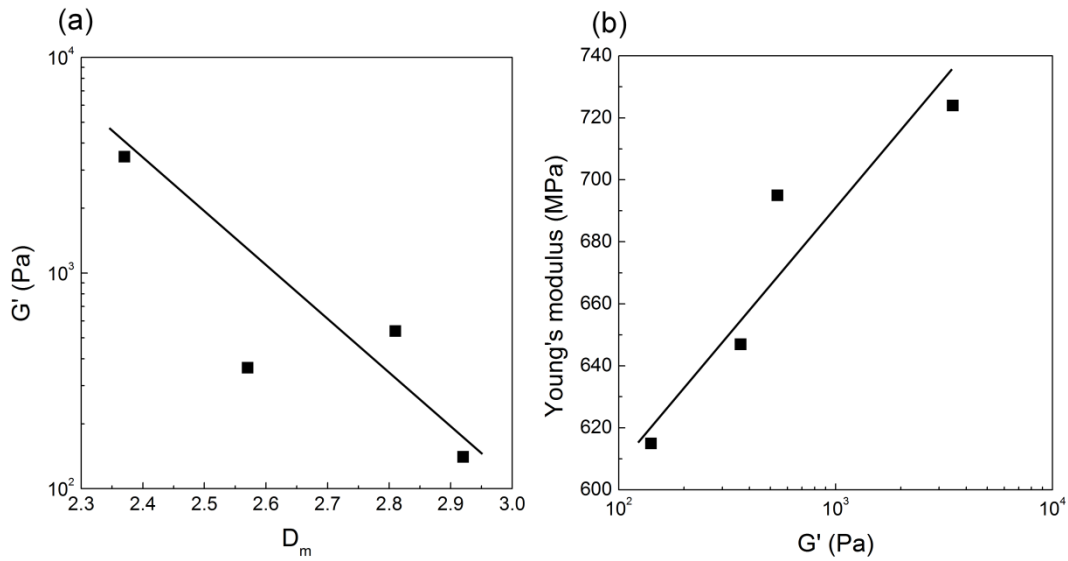 (a)
10^4
10^3
10^2
G' (Pa)
2.3 2.4 2.5 2.6 2.7 2.8 2.9 3.0
D_m
(b)
740
720
700
680
660
640
620
600
Young's modulus (MPa)
10^2 10^3 10^4
G' (Pa)